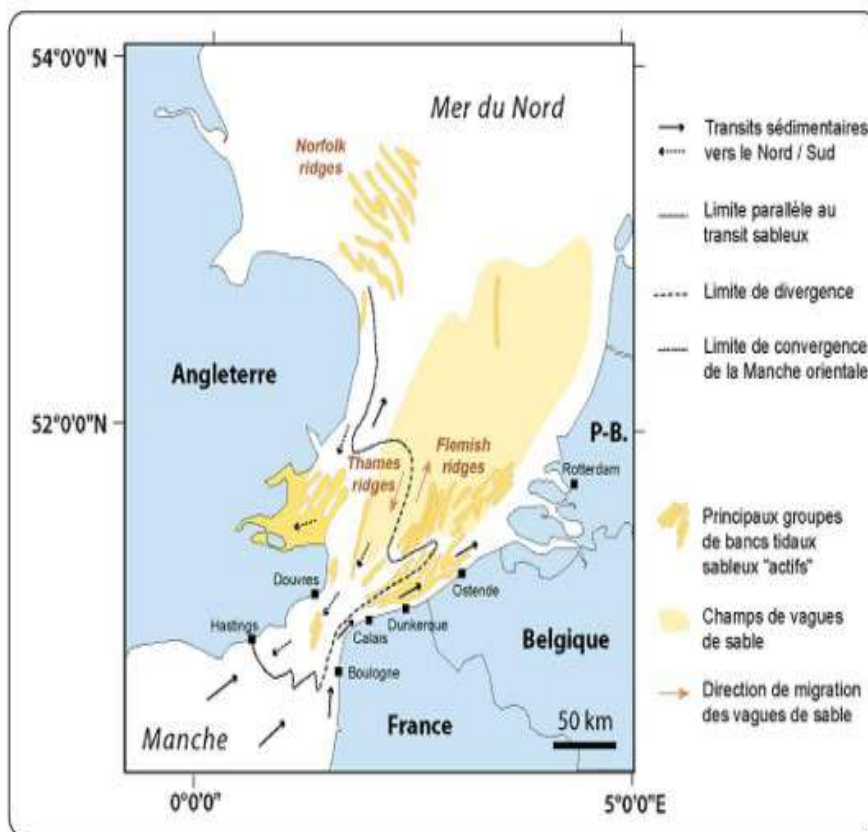 54°0'0"N
Mer du Nord
Norfolk
ridges
Angleterre
52°0'0"N
P-B.
Thames
ridges
Flemish
ridges
Rotterdam
Douvres
Ostende
Hastings
Dunkerque
Calais
Belgique
Boulogne
France
50 km
Manche
0°0'0"
5°0'0"E
Transits sédimentaires
vers le Nord / Sud
Limite parallèle au
transit sableux
Limite de divergence
Limite de convergence
de la Manche orientale
Principaux groupes
de bancs tidaux
sableux "actifs"
Champs de vagues
de sable
Direction de migration
des vagues de sable